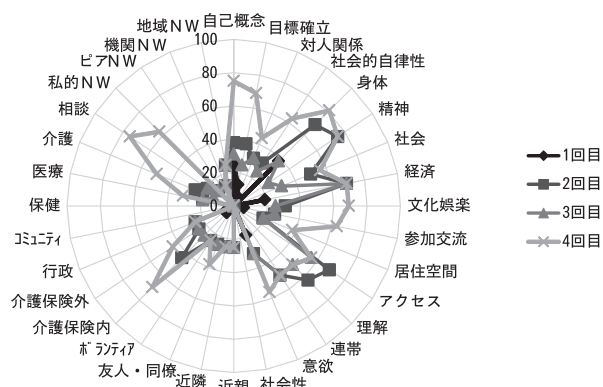 自己概念
目標確立
対人関係
社会的自律性
身体
精神
社会
経済
文化娯楽
参加交流
居住空間
アクセス
理解
連帯
意欲
社会性
近親
近隣
友人・同僚
ﾎﾞﾗﾝﾃｨｱ
介護保険内
介護保険外
行政
ｺﾐｭﾆﾃｨ
保健
医療
介護
相談
私的ＮＷ
ピアＮＷ
機関ＮＷ
地域ＮＷ
100
80
60
40
20
0
1回目
2回目
3回目
4回目